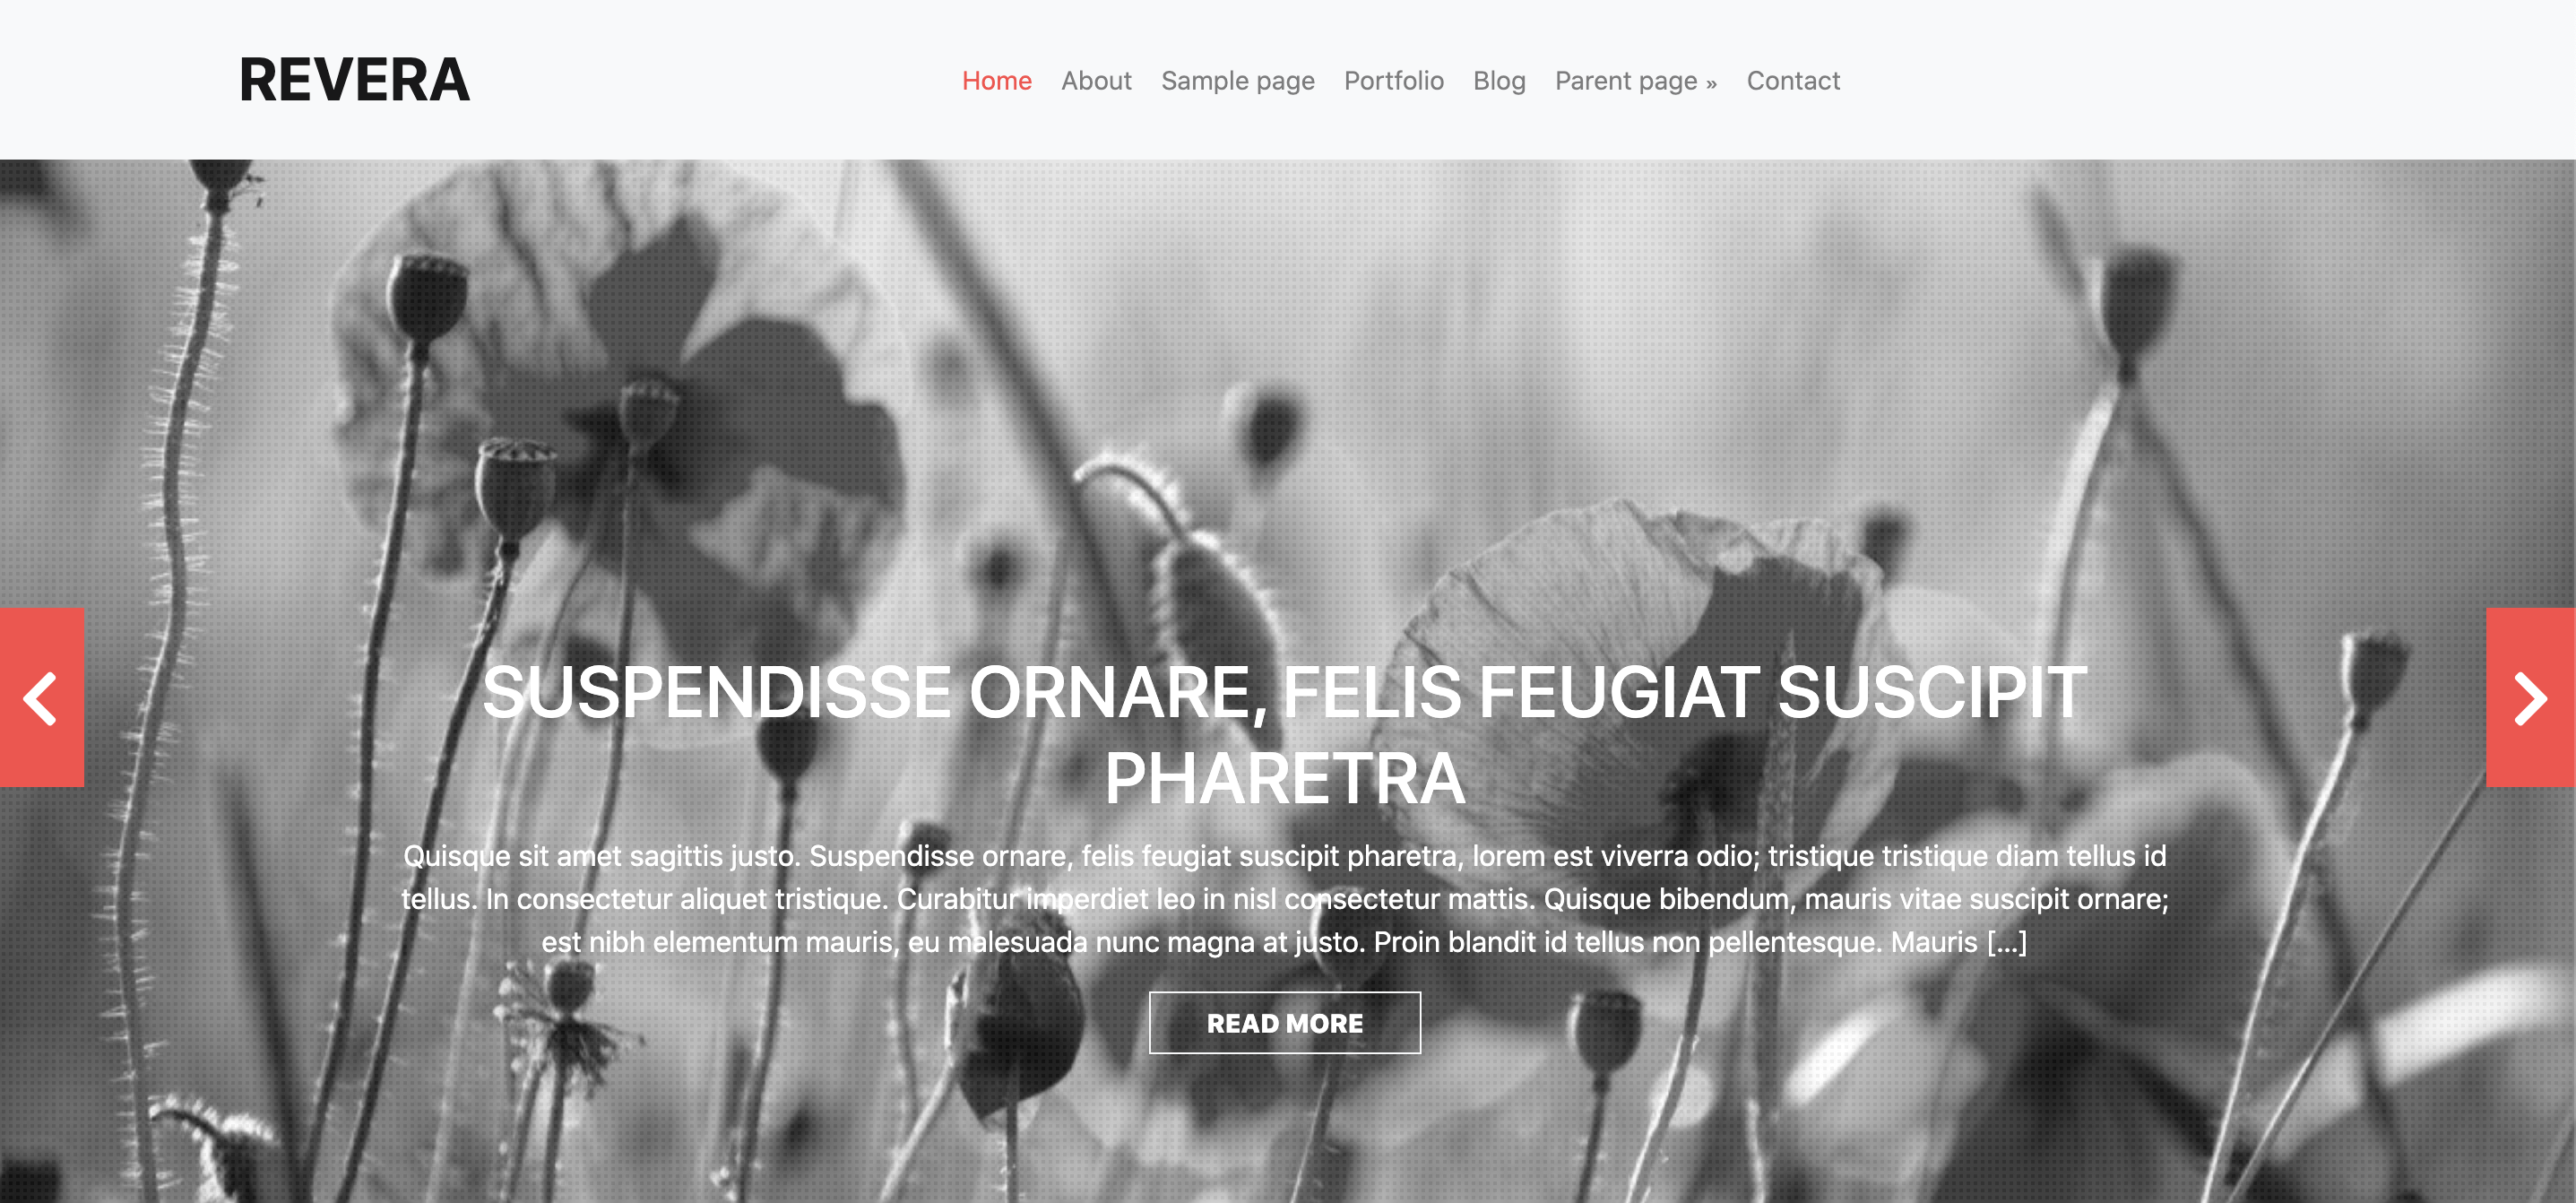 REVERA
Home About Sample page Portfolio Blog Parent page » Contact
SUSPENDISSE ORNARE, FELIS FEUGIAT SUSCIPIT
PHARETRA
Quisque sit amet sagittis justo. Suspendisse ornare, felis feugiat suscipit pharetra, lorem est viverra odio; tristique tristique diam tellus id
tellus. In consectetur aliquet tristique. Curabitur imperdiet leo in nisl consectetur mattis. Quisque bibendum, mauris vitae suscipit ornare;
est nibh elementum mauris, eu malesuada nunc magna at justo. Proin blandit id tellus non pellentesque. Mauris [...]
READ MORE